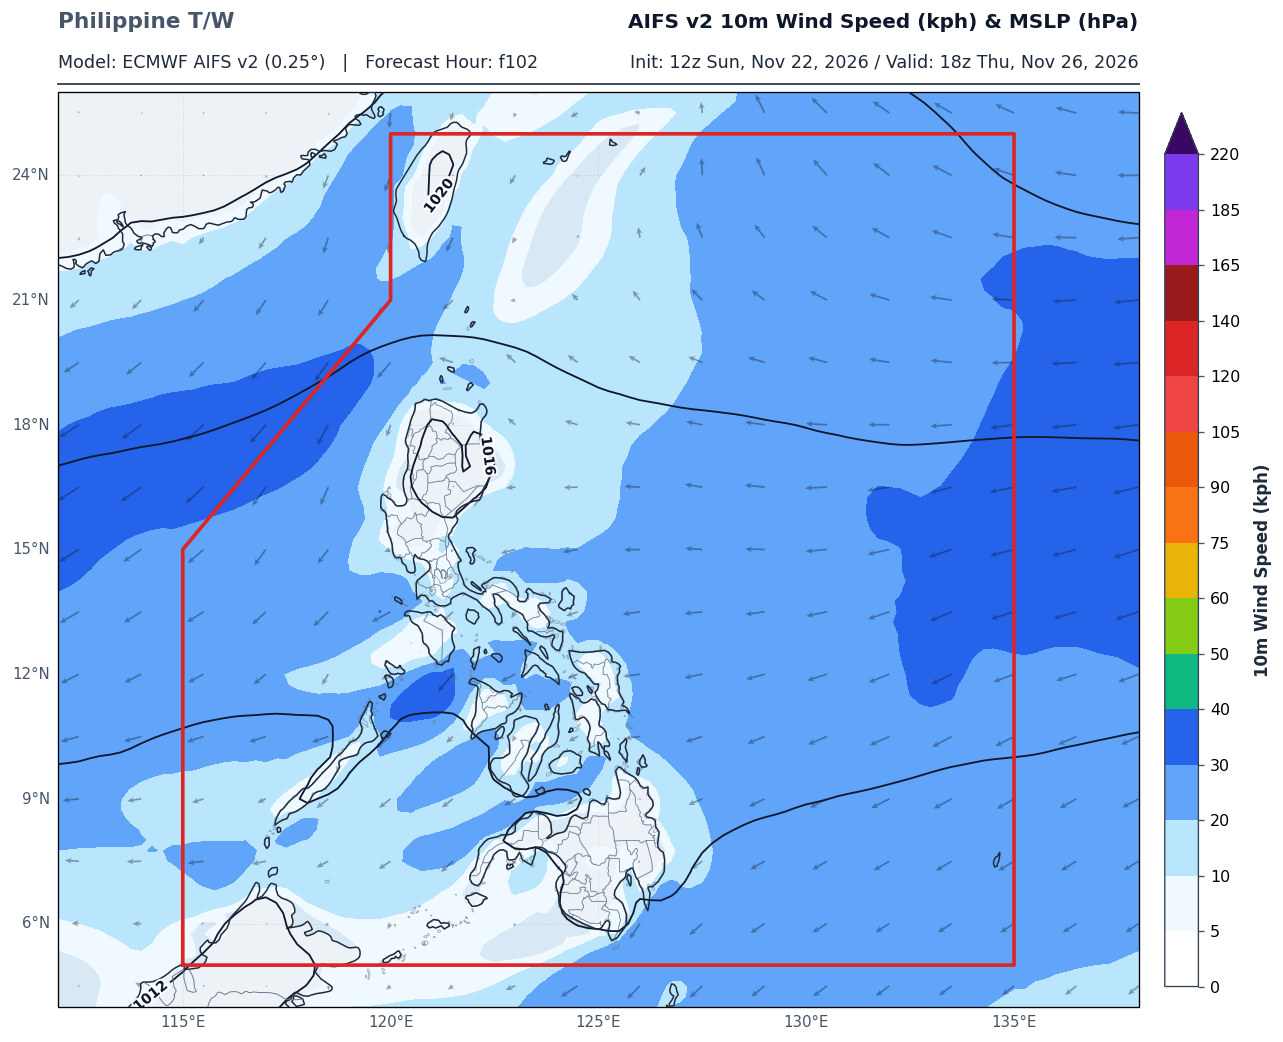 Philippine T/W
AIFS v2 10m Wind Speed (kph) & MSLP (hPa)
Model: ECMWF AIFS v2 (0.25°) | Forecast Hour: f102
Init: 12z Sun, Nov 22, 2026 / Valid: 18z Thu, Nov 26, 2026
24°N
21°N
18°N
15°N
12°N
9°N
6°N
115°E
120°E
125°E
130°E
135°E
1020
1016
1012
220
185
165
140
120
105
90
75
60
50
40
30
20
10
5
0
10m Wind Speed (kph)